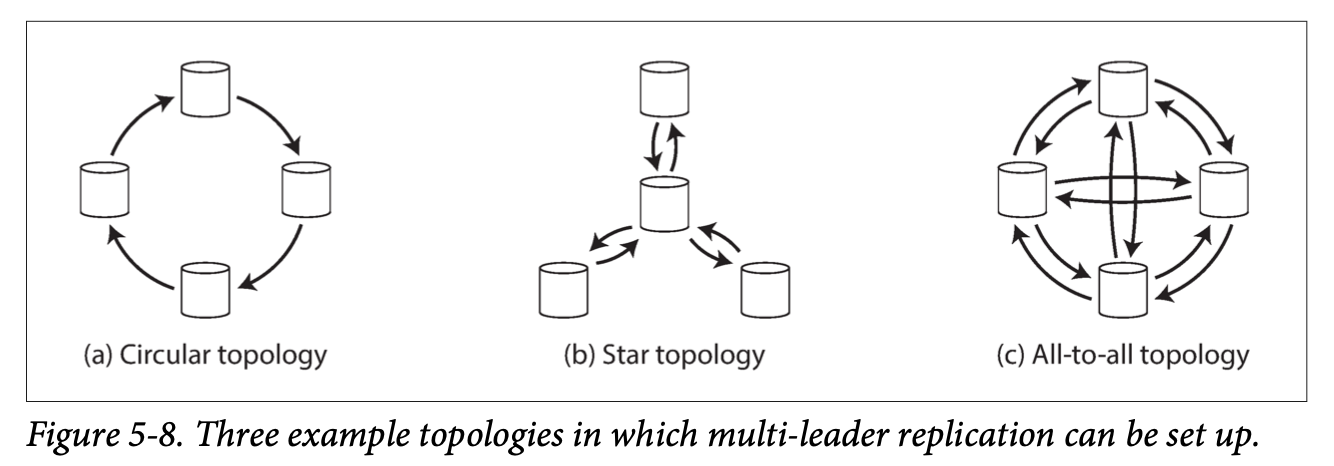 (a) Circular topology
(b) Star topology
(c) All-to-all topology
Figure 5-8. Three example topologies in which multi-leader replication can be set up.